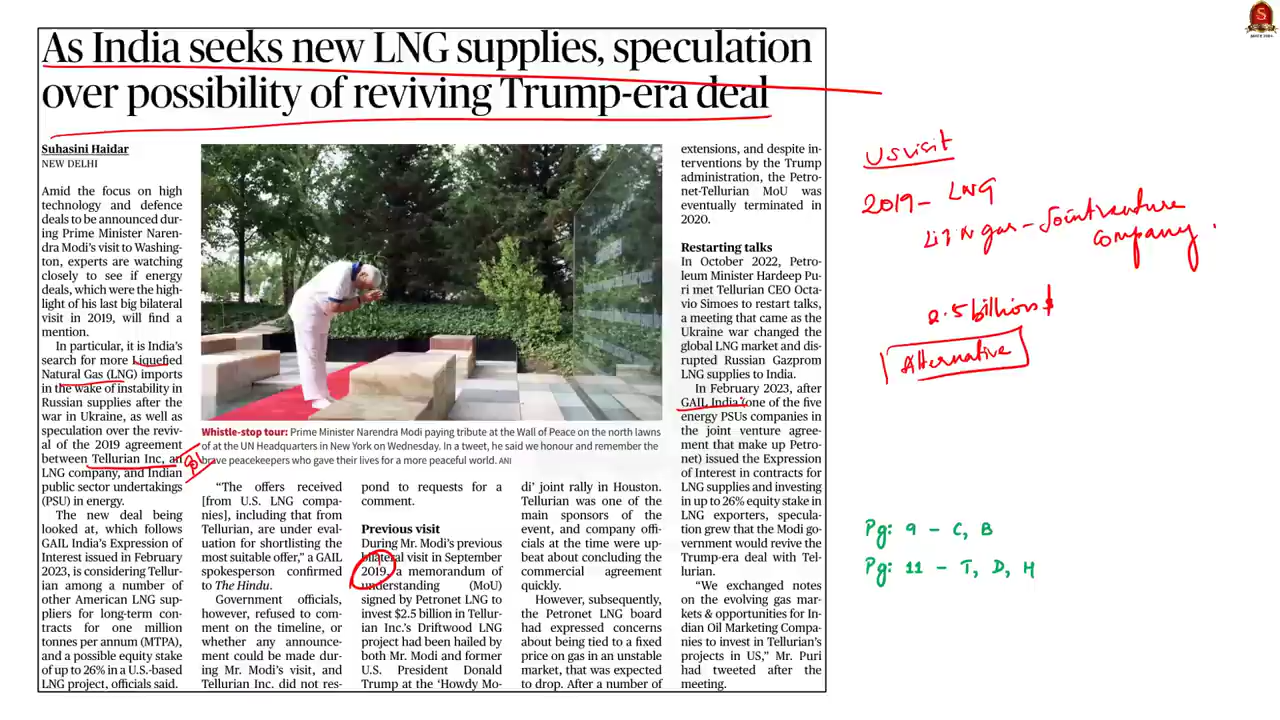 As India seeks new LNG supplies, speculation
over possibility of reviving Trump-era deal
Suhasini Haidar
NEW DELHI
Amid the focus on high
technology and defence
deals to be announced dur-
ing Prime Minister Naren-
dra Modi's visit to Washing-
ton, experts are watching
closely to see if energy
deals, which were the high-
light of his last big bilateral
visit in 2019, will find a
mention.
In particular, it is India's
search for more Liquefied
Natural Gas (LNG) imports
in the wake of instability in
Russian supplies after the
war in Ukraine, as well as
speculation over the reviv-
al of the 2019 agreement
between Tellurian Inc, an
LNG company, and Indian
public sector undertakings
(PSU) in energy.
The new deal being
looked at, which follows
GAIL India's Expression of
Interest issued in February
2023, is considering Tellur-
ian among a number of
other American LNG sup-
pliers for long-term con-
tracts for one million
tonnes per annum (MTPA),
and a possible equity stake
of up to 26% in a U.S.-based
LNG project, officials said.
Whistle-stop tour: Prime Minister Narendra Modi paying tribute at the Wall of Peace on the north lawns
of at the UN Headquarters in New York on Wednesday. In a tweet, he said we honour and remember the
brave peacekeepers who gave their lives for a more peaceful world. ANI
"The offers received
[from U.S. LNG compa-
nies], including that from
Tellurian, are under eval-
uation for shortlisting the
most suitable offer," a GAIL
spokesperson confirmed
to The Hindu.
Government officials,
however, refused to com-
ment on the timeline, or
whether any announce-
ment could be made dur-
ing Mr. Modi's visit, and
Tellurian Inc. did not res-
pond to requests for a
comment.
Previous visit
During Mr. Modi's previous
bilateral visit in September
2019, a memorandum of
understanding (MoU)
signed by Petronet LNG to
invest $2.5 billion in Tellur-
ian Inc.'s Driftwood LNG
project had been hailed by
both Mr. Modi and former
U.S. President Donald
Trump at the 'Howdy Mo-
di' joint rally in Houston.
Tellurian was one of the
main sponsors of the
event, and company offi-
cials at the time were up-
beat about concluding the
commercial agreement
quickly.
However, subsequently,
the Petronet LNG board
had expressed concerns
about being tied to a fixed
price on gas in an unstable
market, that was expected
to drop. After a number of
extensions, and despite in-
terventions by the Trump
administration, the Petro-
net-Tellurian MoU was
eventually terminated in
2020.
Restarting talks
In October 2022, Petro-
leum Minister Hardeep Pu-
ri met Tellurian CEO Octa-
vio Simoes to restart talks,
a meeting that came as the
Ukraine war changed the
global LNG market and dis-
rupted Russian Gazprom
LNG supplies to India.
In February 2023, after
GAIL India (one of the five
energy PSUs companies in
the joint venture agree-
ment that make up Petro-
net) issued the Expression
of Interest in contracts for
LNG supplies and investing
in up to 26% equity stake in
LNG exporters, specula-
tion grew that the Modi go-
vernment would revive the
Trump-era deal with Tel-
lurian.
"We exchanged notes
on the evolving gas mar-
kets & opportunities for In-
dian Oil Marketing Compa-
nies to invest in Tellurian's
projects in US," Mr. Puri
had tweeted after the
meeting.
US visit
2019 - LNG
Liq N gas - Joint venture
company.
2.5 billions $
Alternative
Pg: 9 - C, B
Pg: 11 - T, D, H
S